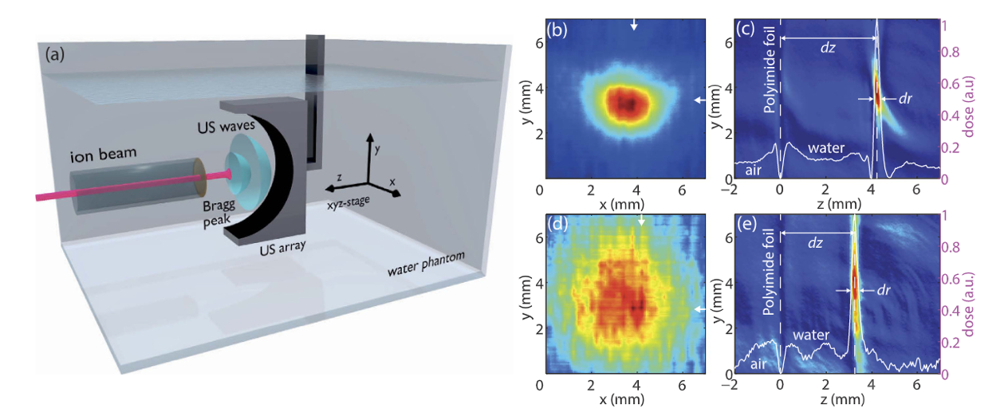 (a)
ion beam
US waves
Bragg
peak
US array
y
z
x
xyz-stage
water phantom
(b)
6
4
2
y (mm)
0
2
4
6
x (mm)
(c)
Polyimide foil
dz
dr
water
air
6
4
2
0
y (mm)
−2
0
2
4
6
z (mm)
1
0.8
0.6
0.4
0.2
0
dose (a.u)
(d)
6
4
2
y (mm)
0
2
4
6
x (mm)
(e)
Polyimide foil
dz
dr
water
air
6
4
2
0
y (mm)
−2
0
2
4
6
z (mm)
1
0.8
0.6
0.4
0.2
0
dose (a.u.)